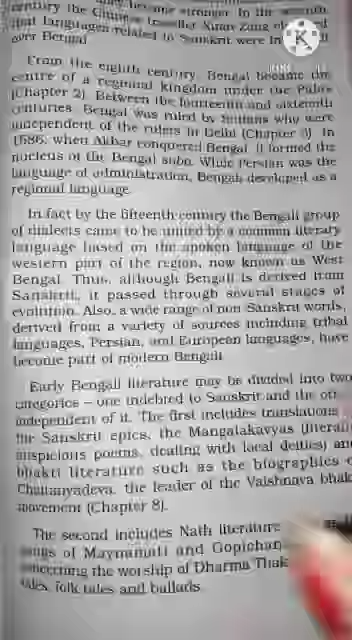 become stronger. In the seventh
century the Chinese traveller Xuan Zang observed
that languages related to Sanskrit were in
over Bengal.
From the eighth century, Bengal became the
centre of a regional kingdom under the Palas
(Chapter 2). Between the fourteenth and sixteenth
centuries, Bengal was ruled by Sultans who were
independent of the rulers in Delhi (Chapter 3). In
1586, when Akbar conquered Bengal, it formed the
nucleus of the Bengal suba. While Persian was the
language of administration, Bengali developed as a
regional language.
In fact by the fifteenth century the Bengali group
of dialects came to be united by a common literary
language based on the spoken language of the
western part of the region, now known as West
Bengal. Thus, although Bengali is derived from
Sanskrit, it passed through several stages of
evolution. Also, a wide range of non-Sanskrit words,
derived from a variety of sources including tribal
languages, Persian, and European languages, have
become part of modern Bengali.
Early Bengali literature may be divided into two
categories – one indebted to Sanskrit and the
independent of it. The first includes translations
the Sanskrit epics, the Mangalakavyas (literally
auspicious poems, dealing with local deities) and
bhakti literature such as the biographies
Chaitanyadeva, the leader of the Vaishnava bhakti
movement (Chapter 8).
The second includes Nath literature
songs of Maynamati and Gopichan
concerning the worship of Dharma Thak
tales, folk tales and ballads.